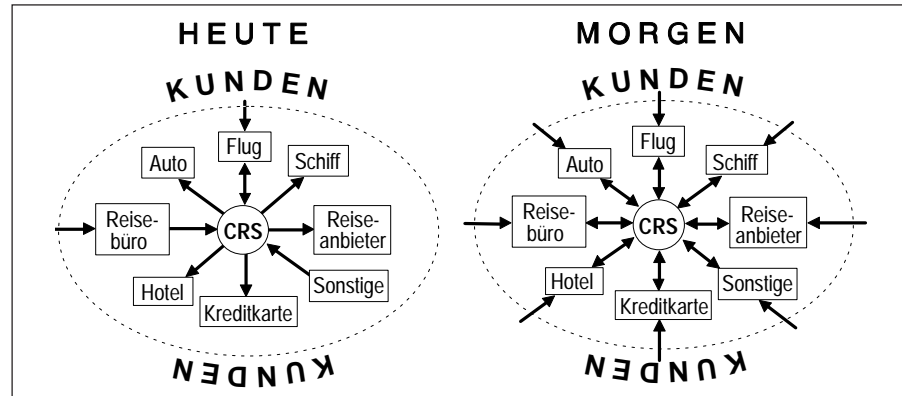 HEUTE
KUNDEN
Flug
Auto
Schiff
Reise-
büro
CRS
Reise-
anbieter
Hotel
Sonstige
Kreditkarte
KUNDEN
MORGEN
KUNDEN
Flug
Auto
Schiff
Reise-
büro
CRS
Reise-
anbieter
Hotel
Sonstige
Kreditkarte
KUNDEN